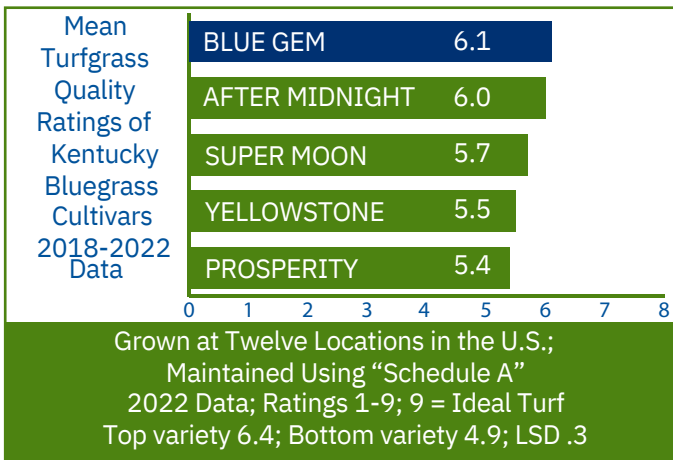 Mean
Turfgrass
Quality
Ratings of
Kentucky
Bluegrass
Cultivars
2018-2022
Data
BLUE GEM 6.1
AFTER MIDNIGHT 6.0
SUPER MOON 5.7
YELLOWSTONE 5.5
PROSPERITY 5.4
0 1 2 3 4 5 6 7 8
Grown at Twelve Locations in the U.S.;
Maintained Using “Schedule A”
2022 Data; Ratings 1-9; 9 = Ideal Turf
Top variety 6.4; Bottom variety 4.9; LSD .3